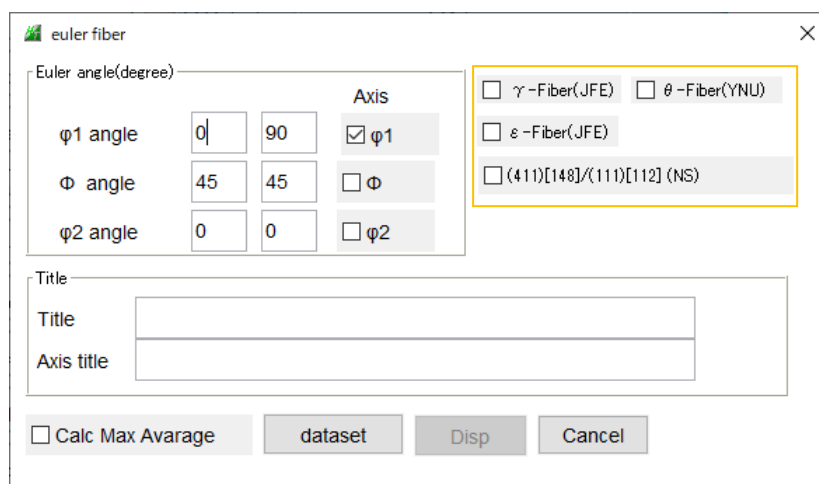 euler fiber
Euler angle(degree)
Axis
φ1 angle 0 90 φ1
Φ angle 45 45 Φ
φ2 angle 0 0 φ2
γ-Fiber(JFE) θ-Fiber(YNU)
ε-Fiber(JFE)
(411)[148]/(111)[112] (NS)
Title
Title
Axis title
Calc Max Avarage dataset Disp Cancel